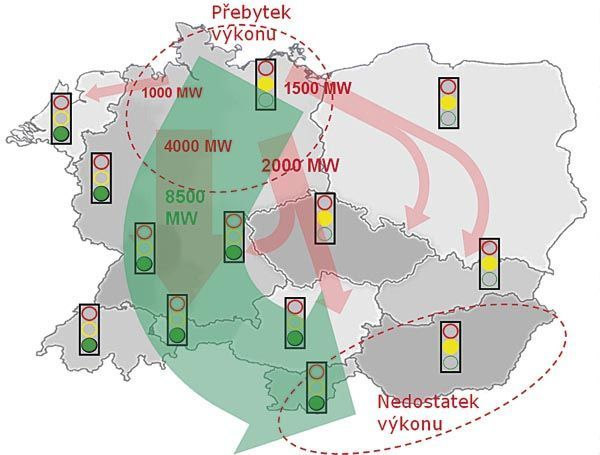 Přebytek
výkonu
1000 MW
1500 MW
4000 MW
2000 MW
8500
MW
Nedostatek
výkonu